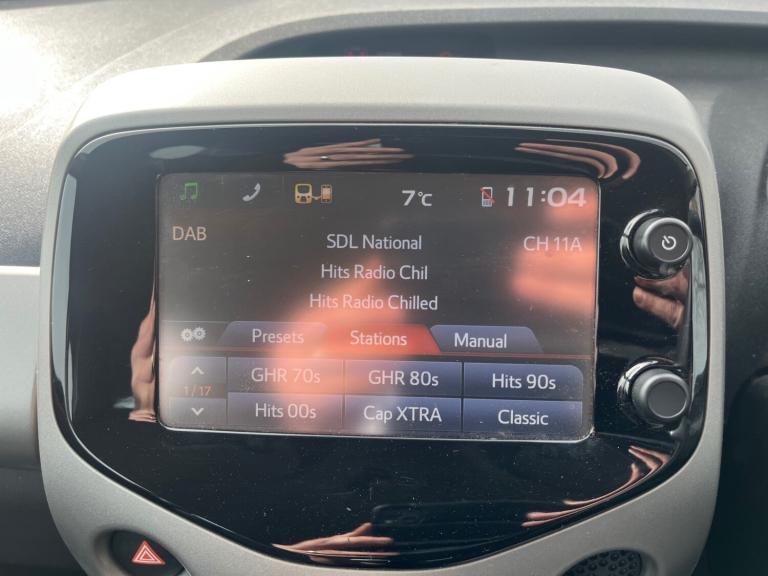 7°C 11:04
DAB SDL National CH 11A
Hits Radio Chil
Hits Radio Chilled
Presets Stations Manual
GHR 70s GHR 80s Hits 90s
1/17
Hits 00s Cap XTRA Classic